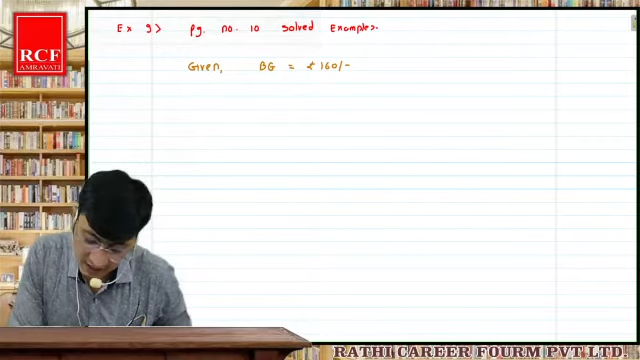 RCF
AMRAVATI
Ex 9> Pg. no. 10 Solved Examples.
Given, BG = ₹ 160/-
RATHI CAREER FOURM PVT LTD